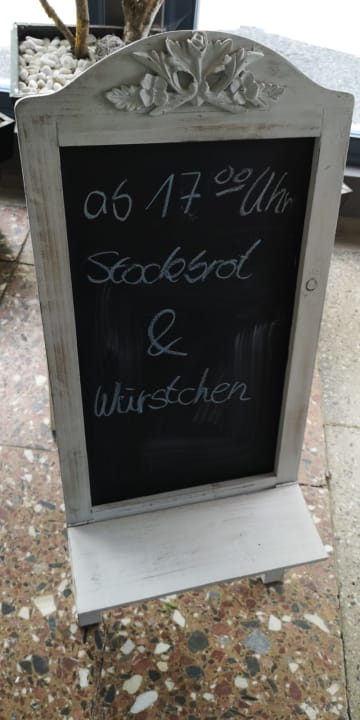 ab 17⁰⁰ Uhr
Stockbrot
&
Würstchen